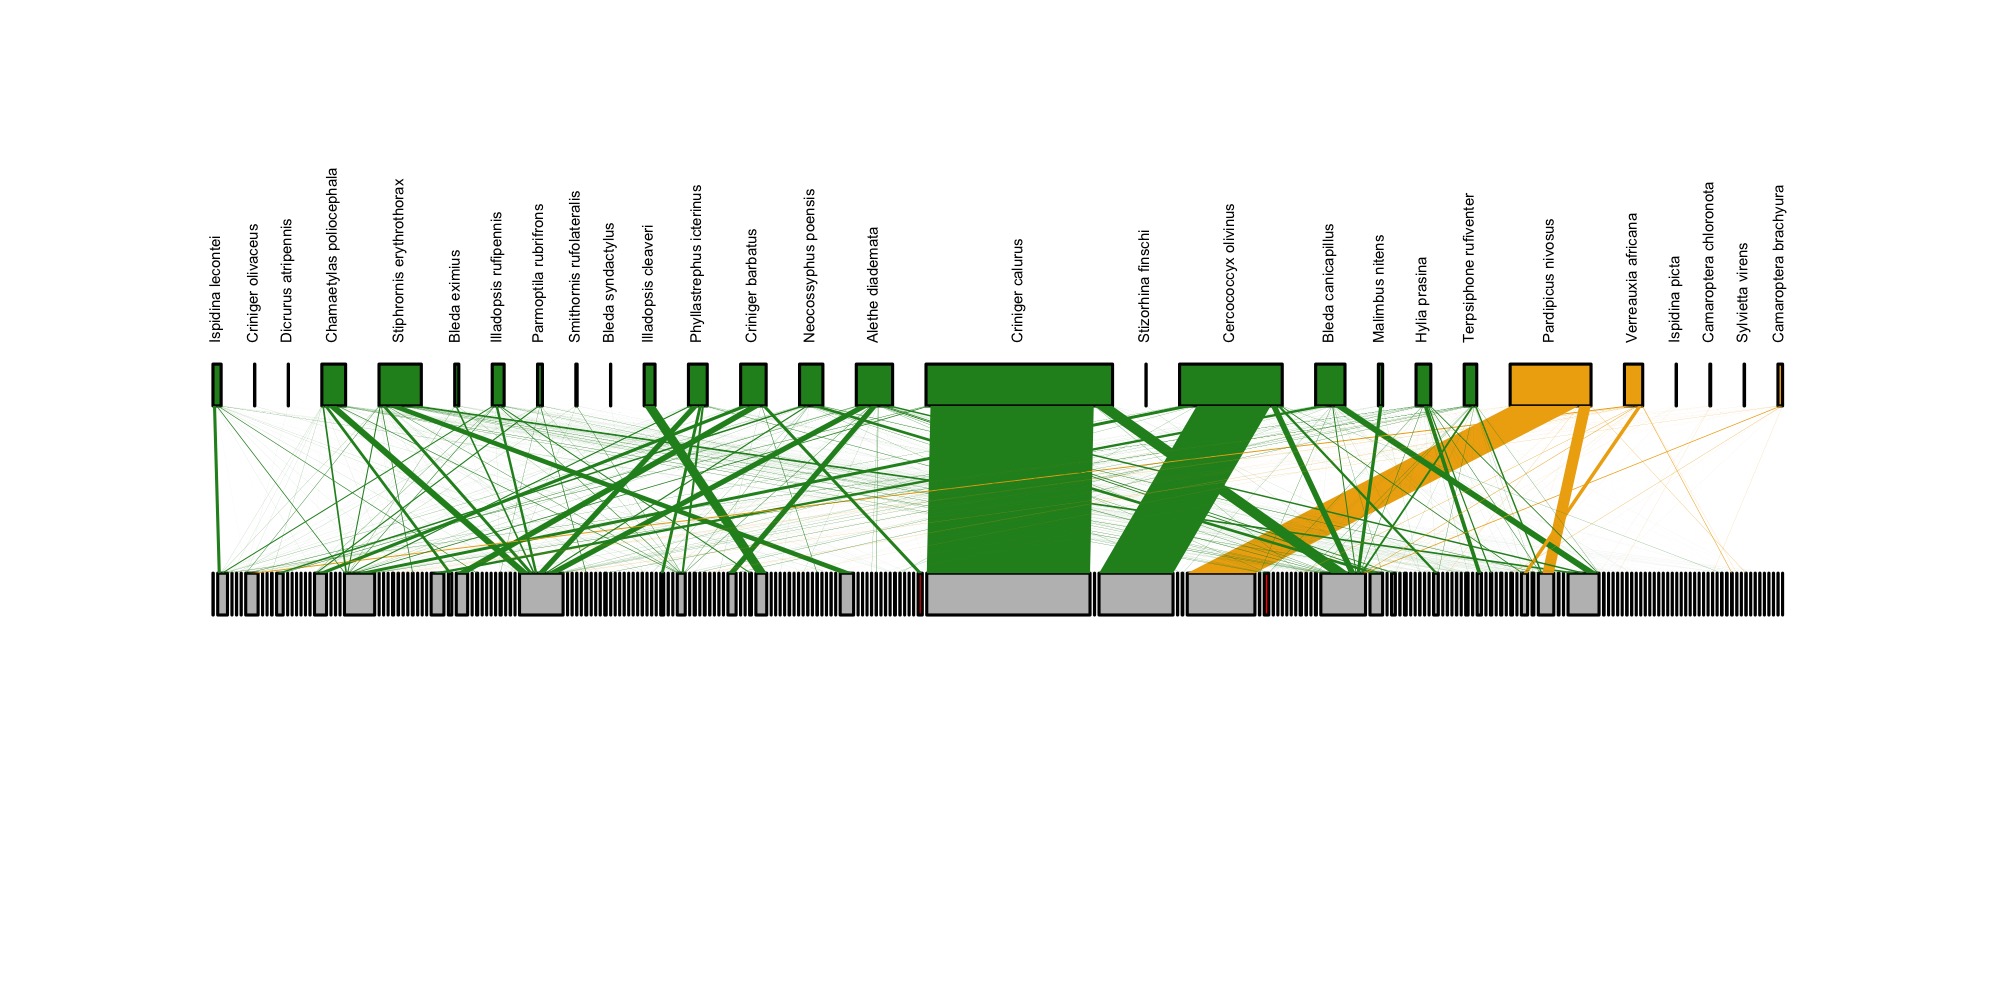 Ispidina lecontei
Criniger olivaceus
Dicrurus atripennis
Chamaetylas poliocephala
Stiphrornis erythrothorax
Bleda eximius
Illadopsis rufipennis
Parmoptila rubrifrons
Smithornis rufolateralis
Bleda syndactylus
Illadopsis cleaveri
Phyllastrephus icterinus
Criniger barbatus
Neocossyphus poensis
Alethe diademata
Criniger calurus
Stizorhina finschi
Cercococcyx olivinus
Bleda canicapillus
Malimbus nitens
Hylia prasina
Terpsiphone rufiventer
Pardipicus nivosus
Verreauxia africana
Ispidina picta
Camaroptera chloronota
Sylvietta virens
Camaroptera brachyura